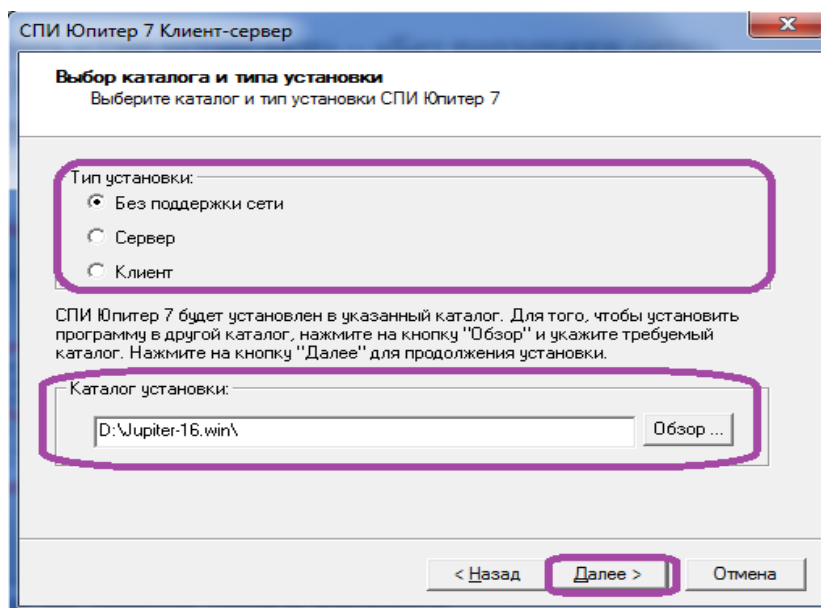 СПИ Юпитер 7 Клиент-сервер
Выбор каталога и типа установки
Выберите каталог и тип установки СПИ Юпитер 7
Тип установки:
Без поддержки сети
Сервер
Клиент
СПИ Юпитер 7 будет установлен в указанный каталог. Для того, чтобы установить
программу в другой каталог, нажмите на кнопку "Обзор" и укажите требуемый
каталог. Нажмите на кнопку "Далее" для продолжения установки.
Каталог установки:
D:\Jupiter-16.win\
Обзор ...
< Назад
Далее >
Отмена